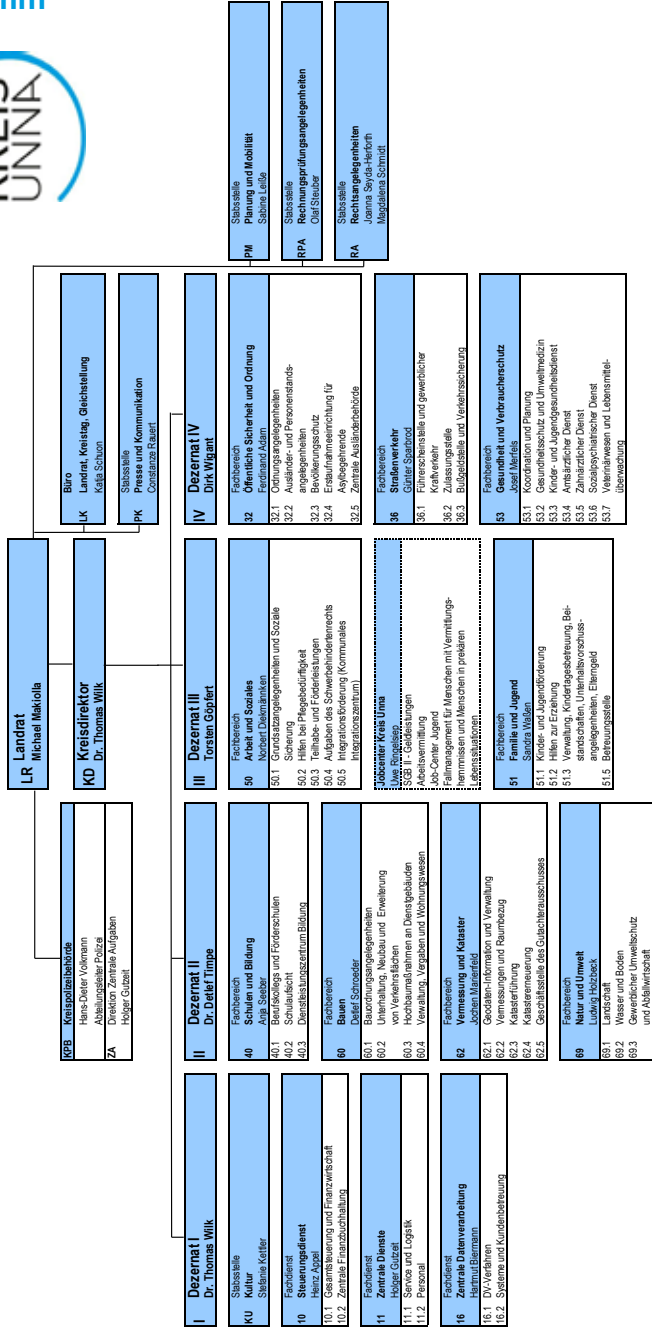 KREIS
UNNA
LR Landrat
Michael Makiolla
KD Kreisdirektor
Dr. Thomas Wilk
KPB Kreispolizeibehörde
Hans-Dieter Volkmann
Abteilungsleiter Polizei
ZA Direktion Zentrale Aufgaben
Holger Gutzeit
Büro
LK Landrat, Kreistag, Gleichstellung
Katja Schuon
Stabsstelle
PK Presse und Kommunikation
Constanze Rauert
Stabsstelle
PM Planung und Mobilität
Sabine Leiße
Stabsstelle
RPA Rechnungsprüfungsangelegenheiten
Olaf Steuber
Stabsstelle
RA Rechtsangelegenheiten
Joanna Seyda-Herforth
Magdalena Schmidt
I Dezernat I
Dr. Thomas Wilk
Stabsstelle
KU Kultur
Stefanie Kettler
Fachdienst
10 Steuerungsdienst
Heinz Appel
10.1 Gesamtsteuerung und Finanzwirtschaft
10.2 Zentrale Finanzbuchhaltung
Fachdienst
11 Zentrale Dienste
Holger Gutzeit
11.1 Service und Logistik
11.2 Personal
Fachdienst
16 Zentrale Datenverarbeitung
Hartmut Biermann
16.1 DV-Verfahren
16.2 Systeme und Kundenbetreuung
II Dezernat II
Dr. Detlef Timpe
Fachbereich
40 Schulen und Bildung
Anja Seeber
40.1 Berufskollegs und Förderschulen
40.2 Schulaufsicht
40.3 Dienstleistungszentrum Bildung
Fachbereich
60 Bauen
Detlef Schroeder
60.1 Bauordnungsangelegenheiten
60.2 Unterhaltung, Neubau und Erweiterung
von Verkehrsflächen
60.3 Hochbaumaßnahmen an Dienstgebäuden
60.4 Verwaltung, Vergaben und Wohnungswesen
Fachbereich
62 Vermessung und Kataster
Jochen Marienfeld
62.1 Geodaten-Information und Verwaltung
62.2 Vermessungen und Raumbezug
62.3 Katasterführung
62.4 Katastererneuerung
62.5 Geschäftsstelle des Gutachterausschusses
Fachbereich
69 Natur und Umwelt
Ludwig Holzbeck
69.1 Landschaft
69.2 Wasser und Boden
69.3 Gewerblicher Umweltschutz
und Abfallwirtschaft
III Dezernat III
Torsten Göpfert
Fachbereich
50 Arbeit und Soziales
Norbert Diekmännken
50.1 Grundsatzangelegenheiten und Soziale
Sicherung
50.2 Hilfen bei Pflegebedürftigkeit
50.3 Teilhabe- und Förderleistungen
50.4 Aufgaben des Schwerbehindertenrechts
50.5 Integrationsförderung (Kommunales
Integrationszentrum)
Jobcenter Kreis Unna
Uwe Ringelsiep
SGB II - Geldleistungen
Arbeitsvermittlung
Job-Center Jugend
Fallmanagement für Menschen mit Vermittlungs-
hemmnissen und Menschen in prekären
Lebenssituationen
Fachbereich
51 Familie und Jugend
Sandra Waßen
51.1 Kinder- und Jugendförderung
51.2 Hilfen zur Erziehung
51.3 Verwaltung, Kindertagesbetreuung, Bei-
standschaften, Unterhaltsvorschuss-
angelegenheiten, Elterngeld
51.5 Betreuungsstelle
IV Dezernat IV
Dirk Wigant
Fachbereich
32 Öffentliche Sicherheit und Ordnung
Ferdinand Adam
32.1 Ordnungsangelegenheiten
32.2 Ausländer- und Personenstands-
angelegenheiten
32.3 Bevölkerungsschutz
32.4 Erstaufnahmeeinrichtung für
Asylbegehrende
32.5 Zentrale Ausländerbehörde
Fachbereich
36 Straßenverkehr
Günter Sparbrod
36.1 Führerscheinstelle und gewerblicher
Kraftverkehr
36.2 Zulassungsstelle
36.3 Bußgeldstelle und Verkehrssicherung
Fachbereich
53 Gesundheit und Verbraucherschutz
Josef Merfels
53.1 Koordination und Planung
53.2 Gesundheitsschutz und Umweltmedizin
53.3 Kinder- und Jugendgesundheitsdienst
53.4 Amtsärztlicher Dienst
53.5 Zahnärztlicher Dienst
53.6 Sozialpsychiatrischer Dienst
53.7 Veterinärwesen und Lebensmittel-
überwachung